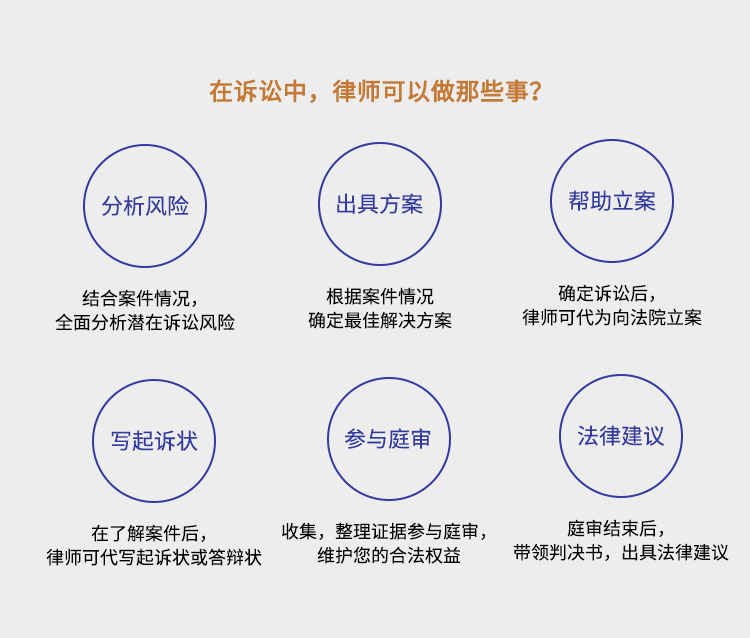 在诉讼中，律师可以做那些事？
分析风险
出具方案
帮助立案
结合案件情况，
全面分析潜在诉讼风险
根据案件情况
确定最佳解决方案
确定诉讼后，
律师可代为向法院立案
写起诉状
参与庭审
法律建议
在了解案件后，
律师可代写起诉状或答辩状
收集，整理证据参与庭审，
维护您的合法权益
庭审结束后，
带领判决书，出具法律建议